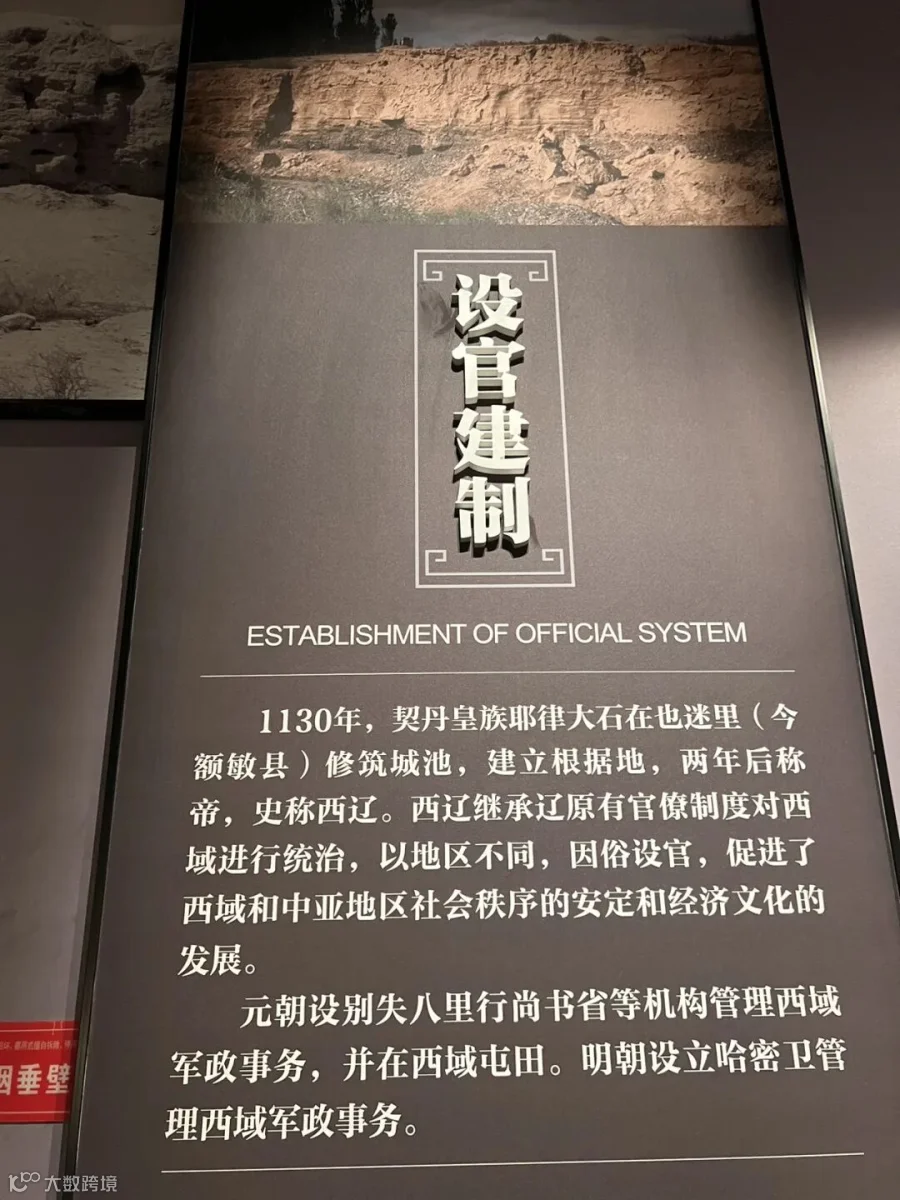 设官建制
ESTABLISHMENT OF OFFICIAL SYSTEM
1130年，契丹皇族耶律大石在也迷里（今
额敏县）修筑城池，建立根据地，两年后称
帝，史称西辽。西辽继承辽原有官僚制度对西
域进行统治，以地区不同，因俗设官，促进了
西域和中亚地区社会秩序的安定和经济文化的
发展。
元朝设别失八里行尚书省等机构管理西域
军政事务，并在西域屯田。明朝设立哈密卫管
理西域军政事务。
垂壁
大数跨境